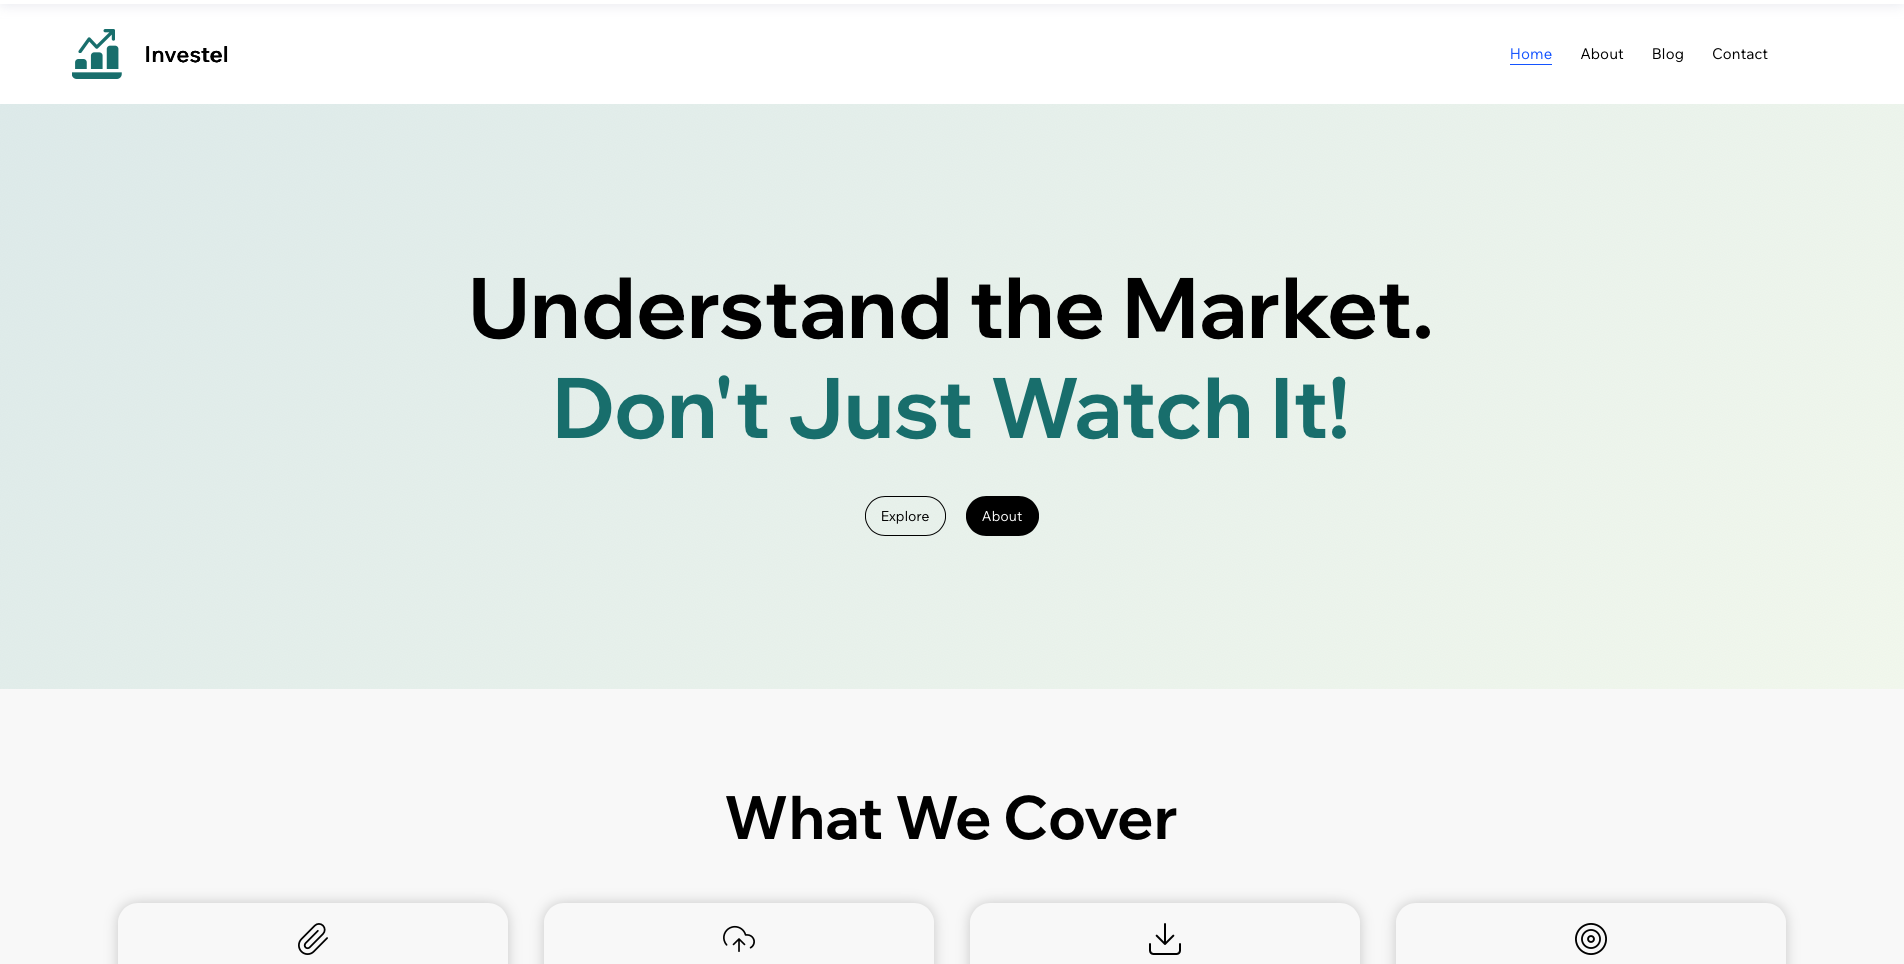 Investel
Home About Blog Contact
Understand the Market.
Don't Just Watch It!
Explore About
What We Cover